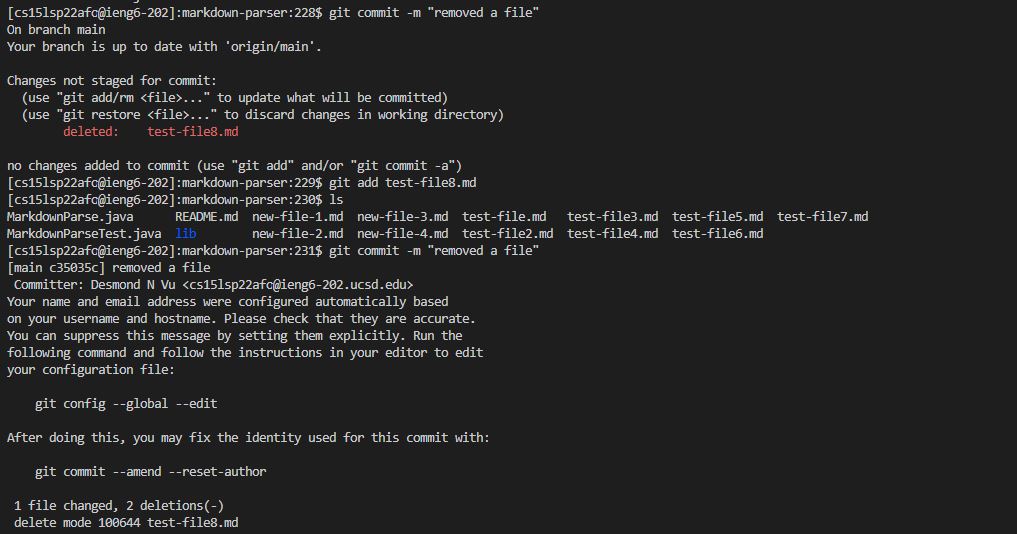 [cs15lsp22afc@ieng6-202]:markdown-parser:228$ git commit -m "removed a file"
On branch main
Your branch is up to date with 'origin/main'.
Changes not staged for commit:
(use "git add/rm <file>..." to update what will be committed)
(use "git restore <file>..." to discard changes in working directory)
deleted:    test-file8.md
no changes added to commit (use "git add" and/or "git commit -a")
[cs15lsp22afc@ieng6-202]:markdown-parser:229$ git add test-file8.md
[cs15lsp22afc@ieng6-202]:markdown-parser:230$ ls
MarkdownParse.java      README.md  new-file-1.md  new-file-3.md  test-file.md   test-file3.md  test-file5.md  test-file7.md
MarkdownParseTest.java  lib        new-file-2.md  new-file-4.md  test-file2.md  test-file4.md  test-file6.md
[cs15lsp22afc@ieng6-202]:markdown-parser:231$ git commit -m "removed a file"
[main c35035c] removed a file
Committer: Desmond N Vu <cs15lsp22afc@ieng6-202.ucsd.edu>
Your name and email address were configured automatically based
on your username and hostname. Please check that they are accurate.
You can suppress this message by setting them explicitly. Run the
following command and follow the instructions in your editor to edit
your configuration file:
git config --global --edit
After doing this, you may fix the identity used for this commit with:
git commit --amend --reset-author
1 file changed, 2 deletions(-)
delete mode 100644 test-file8.md